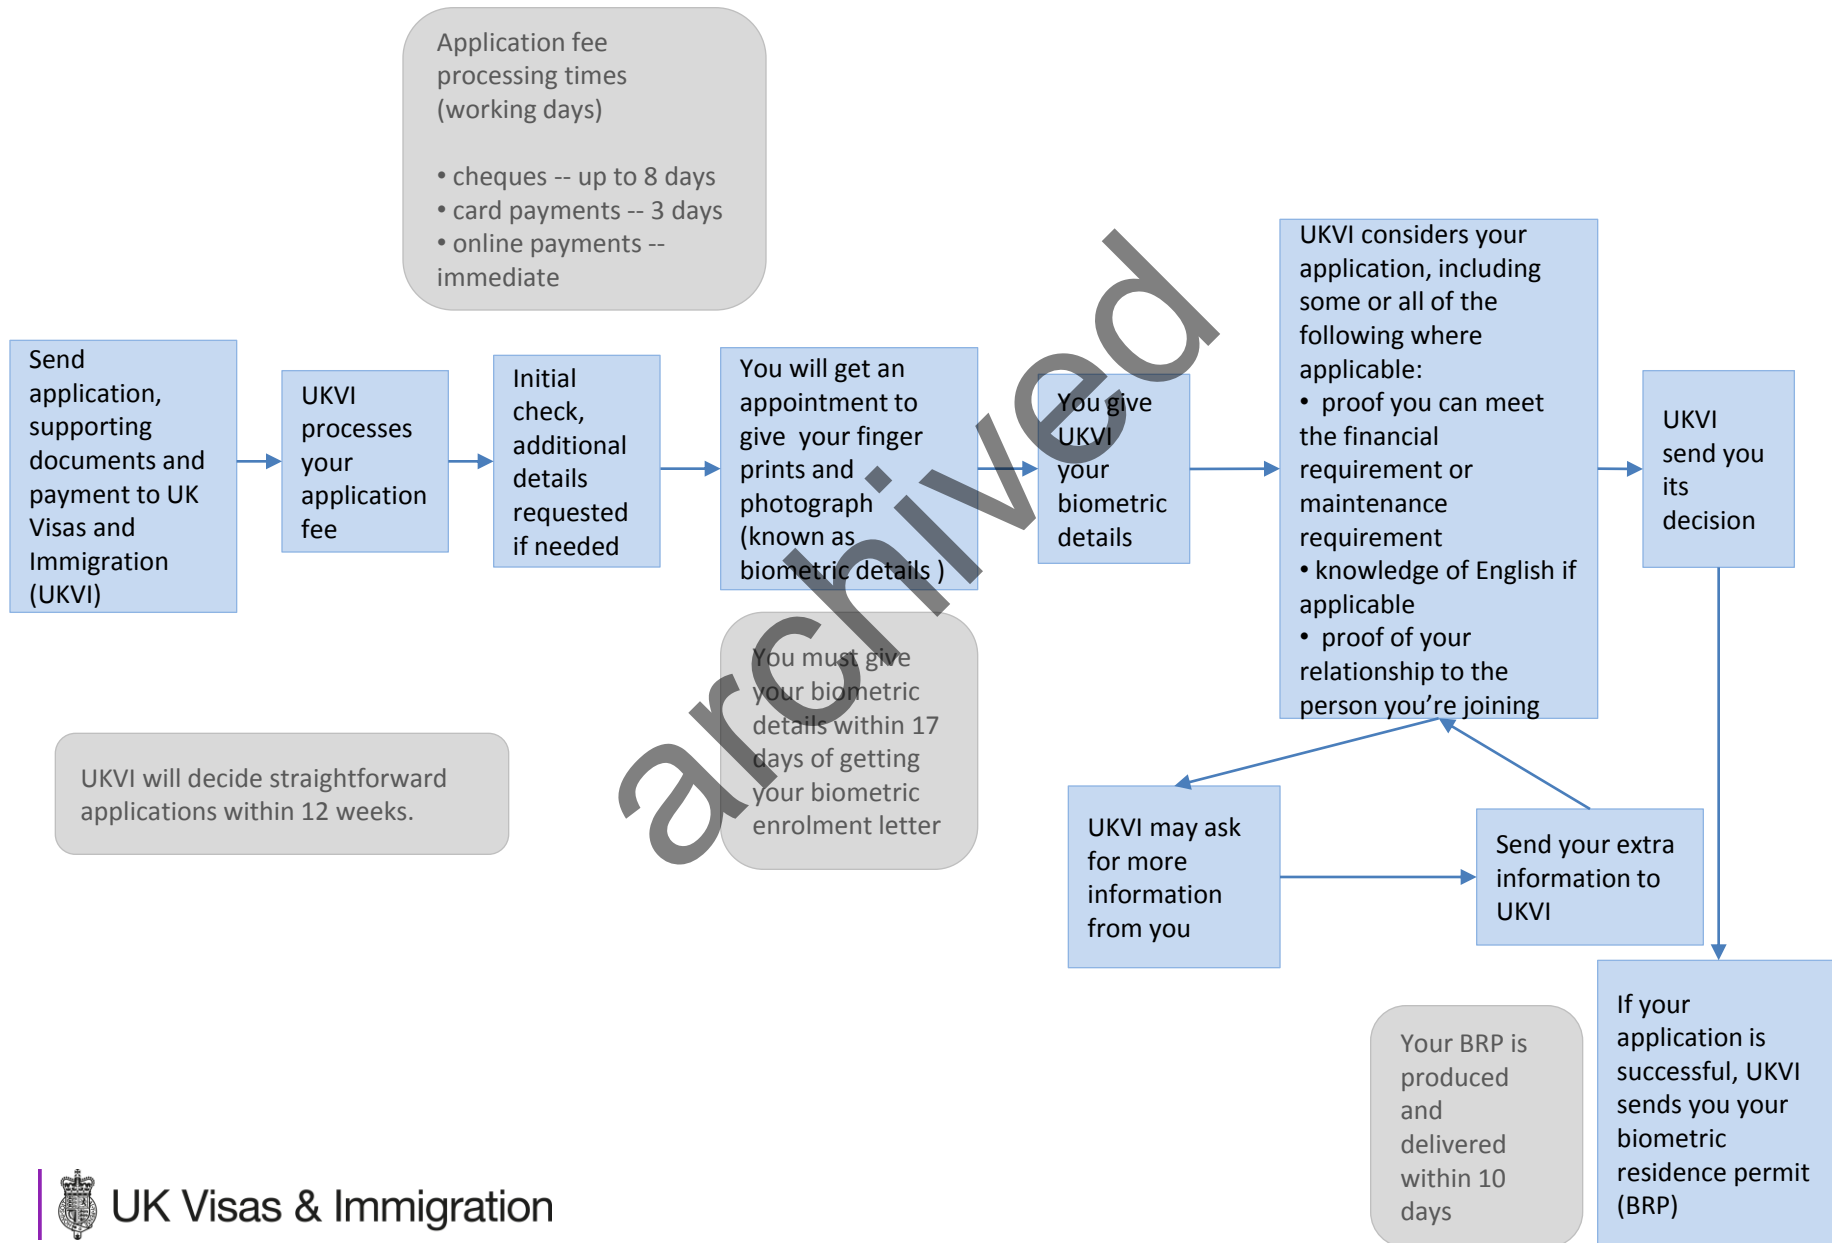 Application fee
processing times
(working days)
• cheques -- up to 8 days
• card payments -- 3 days
• online payments --
immediate
Send
application,
supporting
documents and
payment to UK
Visas and
Immigration
(UKVI)
UKVI
processes
your
application
fee
Initial
check,
additional
details
requested
if needed
You will get an
appointment to
give  your finger
prints and
photograph
(known as
biometric details )
You give
UKVI
your
biometric
details
UKVI considers your
application, including
some or all of the
following where
applicable:
•  proof you can meet
the financial
requirement or
maintenance
requirement
• knowledge of English if
applicable
•  proof of your
relationship to the
person you’re joining
UKVI
send you
its
decision
You must give
your biometric
details within 17
days of getting
your biometric
enrolment letter
UKVI will decide straightforward
applications within 12 weeks.
UKVI may ask
for more
information
from you
Send your extra
information to
UKVI
Your BRP is
produced
and
delivered
within 10
days
If your
application is
successful, UKVI
sends you your
biometric
residence permit
(BRP)
archived
UK Visas & Immigration